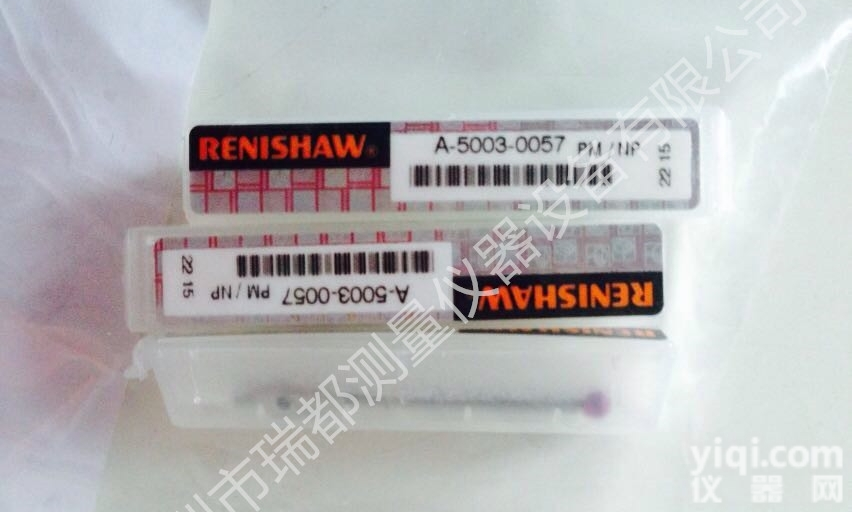 RENISHAW®
A-5003-0057 PM / NP
22 15
A-5003-0057 PM / NP
22 15
RENISHAW
圳市瑞都测量仪器设备有限公司
yiqi.com
仪器网